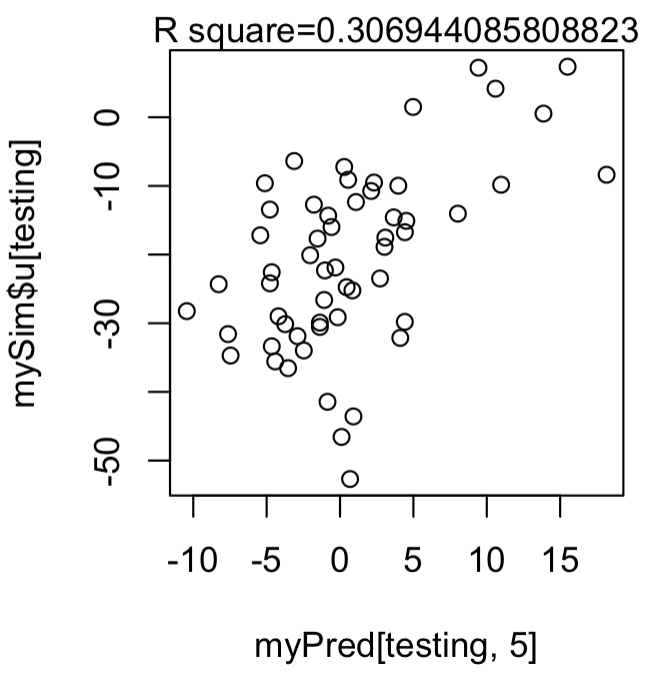 R square=0.306944085808823
mySim$u[testing]
0
-10
-30
-50
-10 -5 0 5 10 15
myPred[testing, 5]